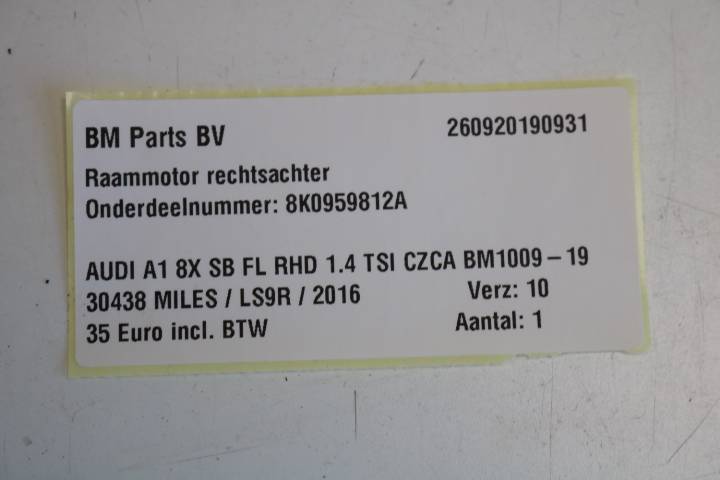 BM Parts BV 260920190931
Raammotor rechtsachter
Onderdeelnummer: 8K0959812A
AUDI A1 8X SB FL RHD 1.4 TSI CZCA BM1009 – 19
30438 MILES / LS9R / 2016 Verz: 10
35 Euro incl. BTW Aantal: 1